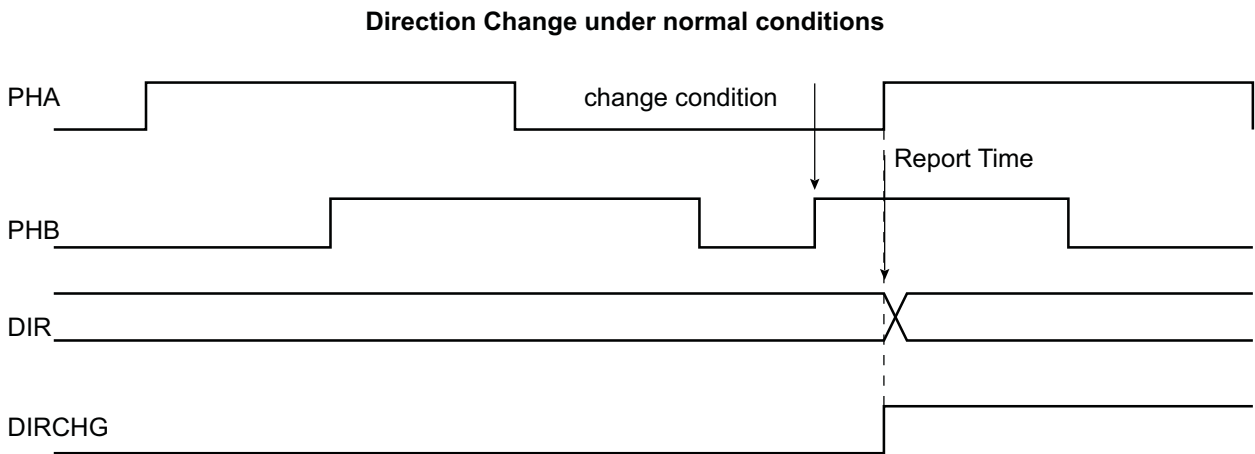 Direction Change under normal conditions
PHA
change condition
Report Time
PHB
DIR
DIRCHG